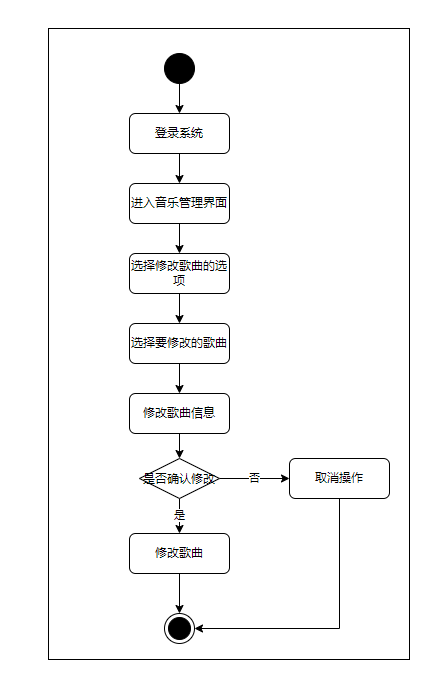 登录系统
进入音乐管理界面
选择修改歌曲的选
项
选择要修改的歌曲
修改歌曲信息
是否确认修改
否
取消操作
是
修改歌曲